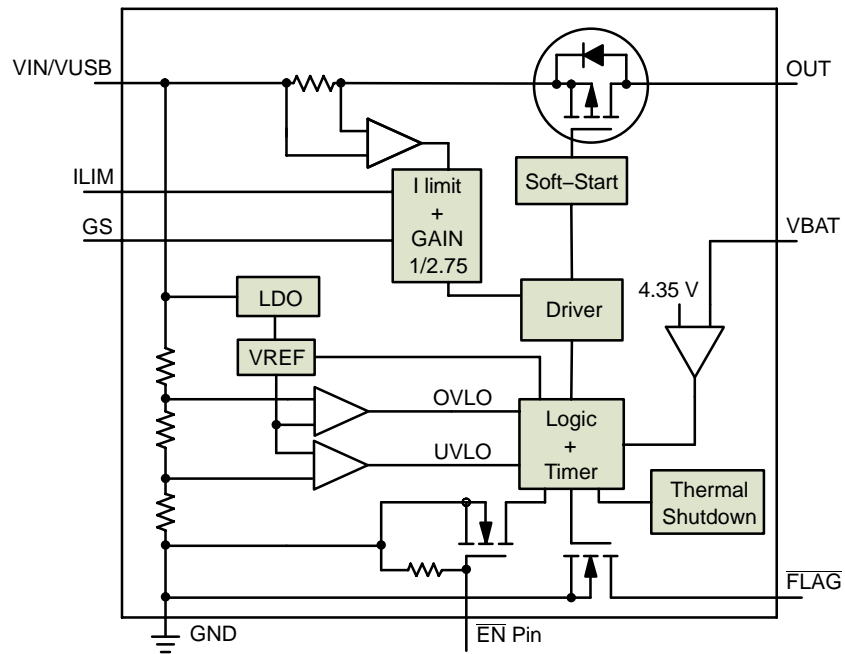 VIN/VUSB
OUT
ILIM
I limit
+
GAIN
1/2.75
Soft−Start
GS
VBAT
LDO
Driver
4.35 V
VREF
OVLO
Logic
+
Timer
UVLO
Thermal
Shutdown
FLAG
GND
EN Pin